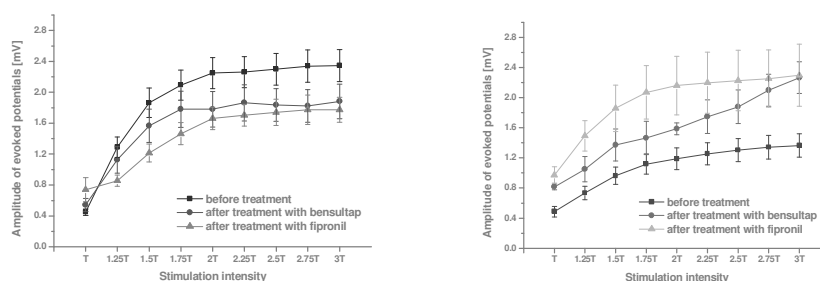 Amplitude of evoked potentials [mV]
2.8
2.4
2.0
1.6
1.2
0.8
0.4
0.0
before treatment
after treatment with bensultap
after treatment with fipronil
T 1.25T 1.5T 1.75T 2T 2.25T 2.5T 2.75T 3T
Stimulation intensity
Amplitude of evoked potentials [mV]
2.8
2.4
2.0
1.6
1.2
0.8
0.4
0.0
before treatment
after treatment with bensultap
after treatment with fipronil
T 1.25T 1.5T 1.75T 2T 2.25T 2.5T 2.75T 3T
Stimulation intensity